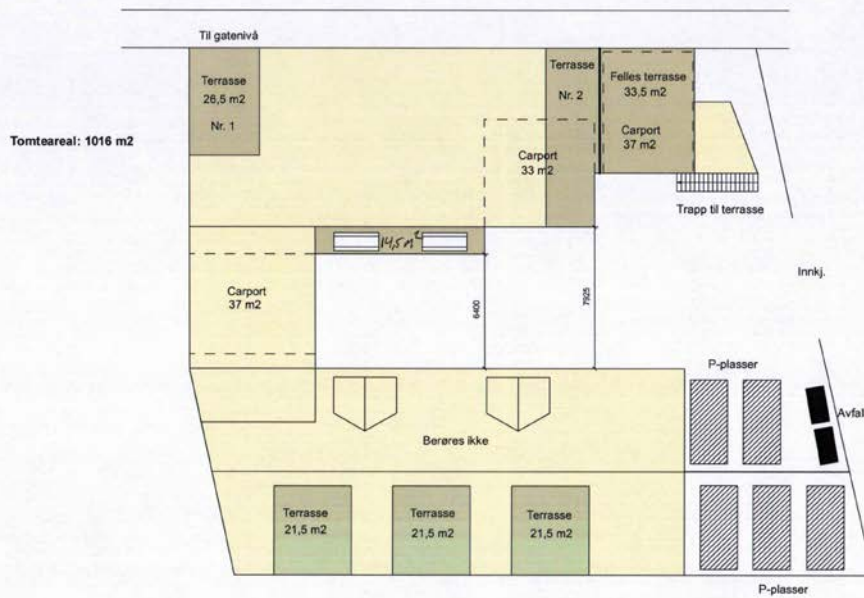 Til gatenivå
Terrasse
26,5 m2
Nr. 1
Terrasse
Nr. 2
Felles terrasse
33,5 m2
Carport
37 m2
Tomteareal: 1016 m2
Carport
33 m2
Trapp til terrasse
14,5 m2
Innkj.
Carport
37 m2
6400
7925
P-plasser
Avfal
Berøres ikke
Terrasse
21,5 m2
Terrasse
21,5 m2
Terrasse
21,5 m2
P-plasser